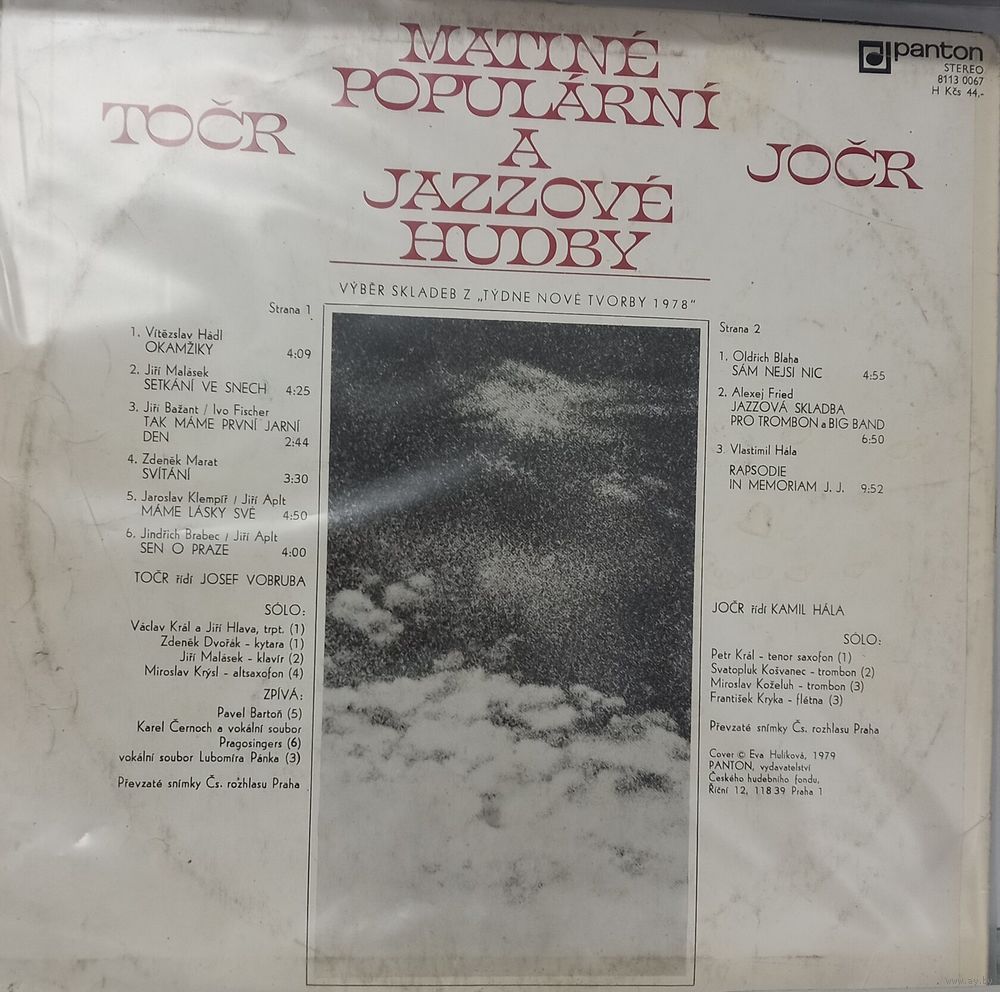 MATINÉ
POPULÁRNÍ
A
JAZZOVÉ
HUDBY
TOČR
JOČR
panton
STEREO
8113 0067
H Kčs 44,-
VÝBĚR SKLADEB Z „TÝDNE NOVÉ TVORBY 1978"
Strana 1
1. Vítězslav Hádl
OKAMŽIKY 4:09
2. Jiří Malásek
SETKÁNÍ VE SNECH 4:25
3. Jiří Bažant / Ivo Fischer
TAK MÁME PRVNÍ JARNÍ
DEN 2:44
4. Zdeněk Marat
SVÍTÁNÍ 3:30
5. Jaroslav Klempíř / Jiří Aplt
MÁME LÁSKY SVÉ 4:50
6. Jindřich Brabec / Jiří Aplt
SEN O PRAZE 4:00
TOČR řídí JOSEF VOBRUBA
SÓLO:
Václav Král a Jiří Hlava, trpt. (1)
Zdeněk Dvořák - kytara (1)
Jiří Malásek - klavír (2)
Miroslav Krýsl - altsaxofon (4)
ZPÍVÁ:
Pavel Bartoň (5)
Karel Černoch a vokální soubor
Pragosingers (6)
vokální soubor Lubomíra Pánka (3)
Převzaté snímky Čs. rozhlasu Praha
Strana 2
1. Oldřich Blaha
SÁM NEJSI NIC 4:55
2. Alexej Fried
JAZZOVÁ SKLADBA
PRO TROMBON a BIG BAND
6:50
3. Vlastimil Hála
RAPSODIE
IN MEMORIAM J. J. 9:52
JOČR řídí KAMIL HÁLA
SÓLO:
Petr Král - tenor saxofon (1)
Svatopluk Košvanec - trombon (2)
Miroslav Koželuh - trombon (3)
František Kryka - flétna (3)
Převzaté snímky Čs. rozhlasu Praha
Cover © Eva Hulíková, 1979
PANTON, vydavatelství
Českého hudebního fondu,
Říční 12, 118 39 Praha 1